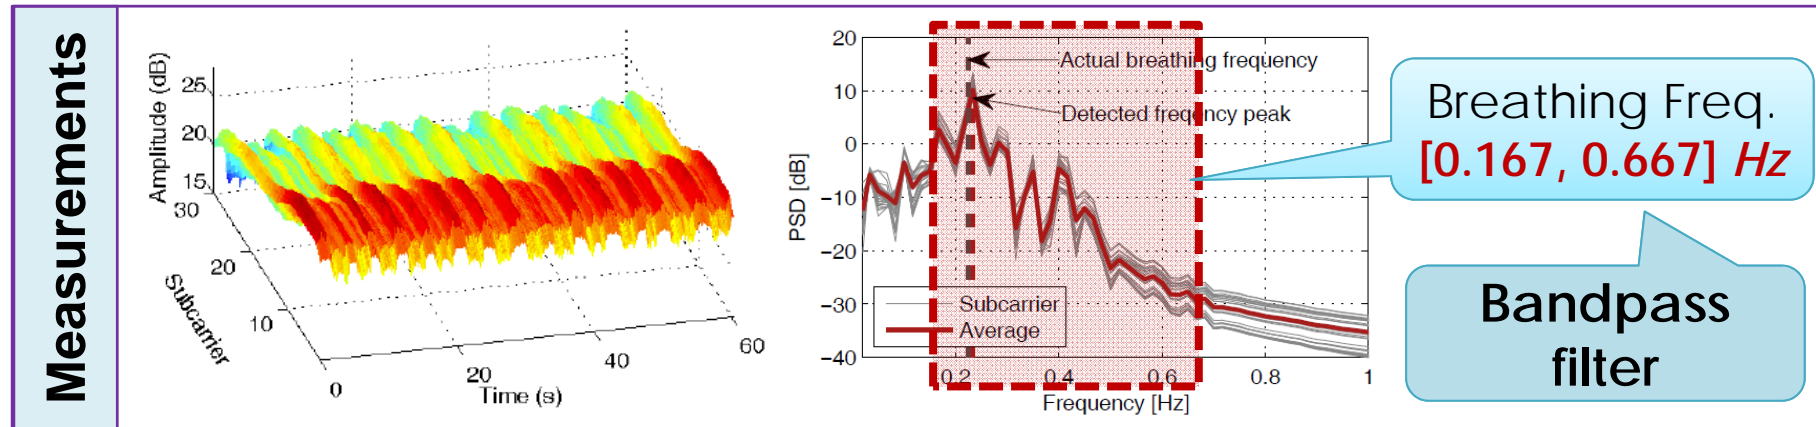 Measurements
Amplitude (dB)
25
20
15
30
20
10
Subcarrier
0
20
40
60
Time (s)
20
10
0
−10
−20
−30
−40
PSD [dB]
Actual breathing frequency
Detected freqency peak
Subcarrier
Average
0.2
0.4
0.6
0.8
1
Frequency [Hz]
Breathing Freq.
[0.167, 0.667] Hz
Bandpass
filter